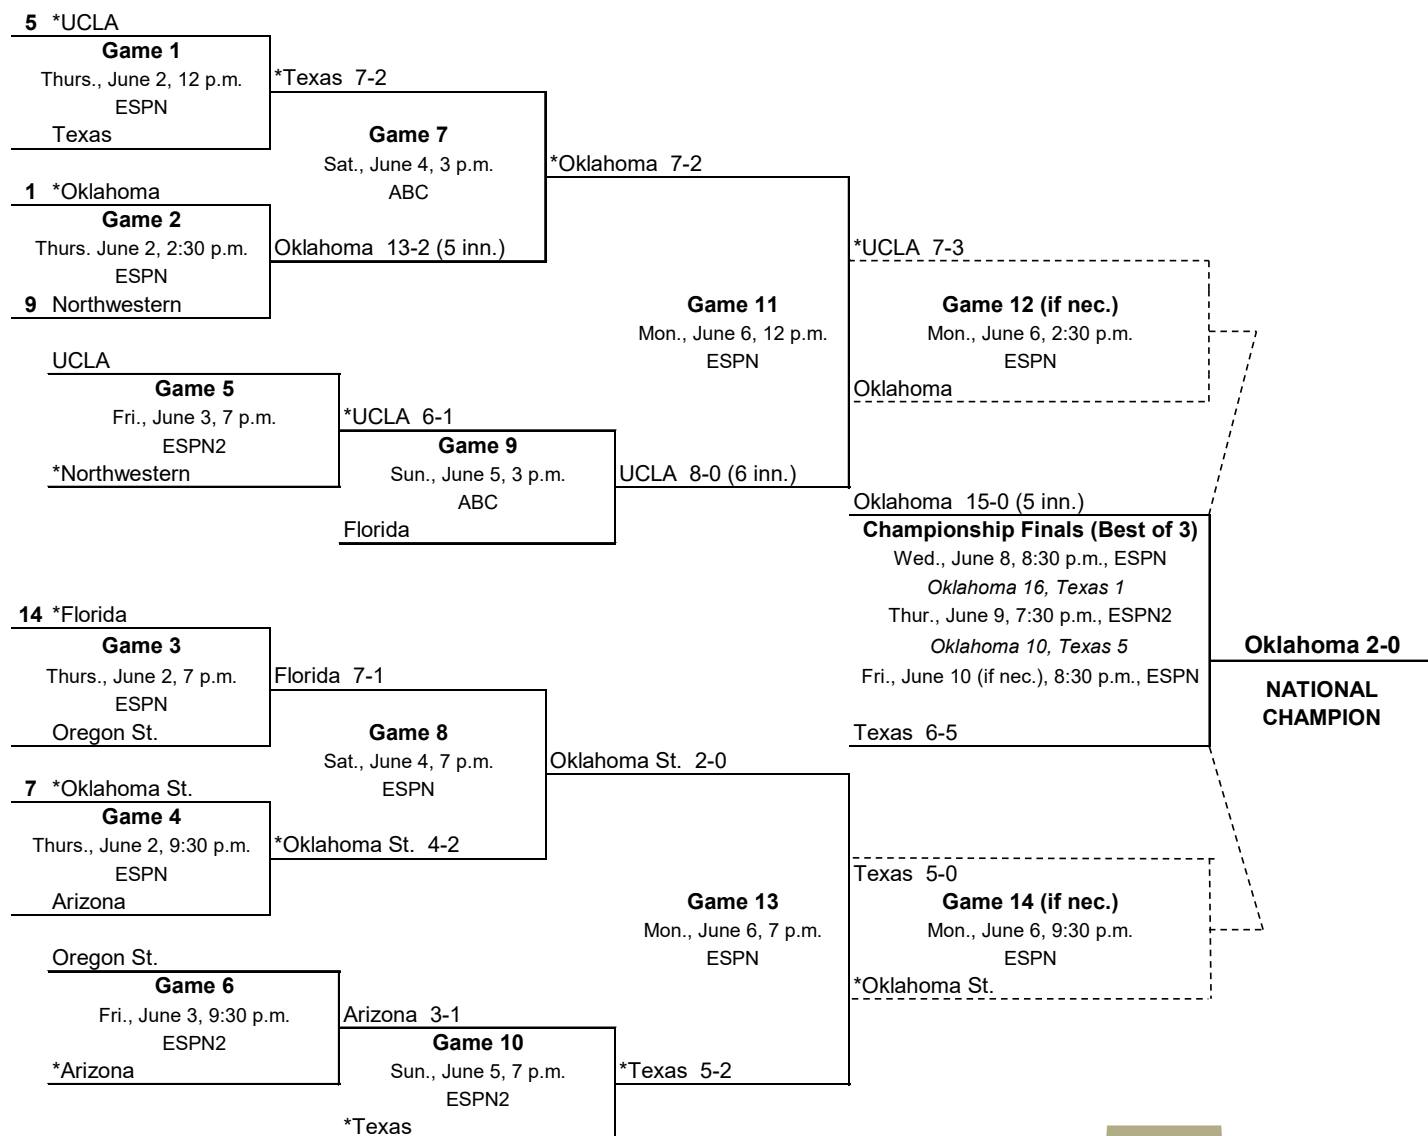 5 *UCLA
Game 1
Thurs., June 2, 12 p.m.
ESPN
Texas
*Texas 7-2
1 *Oklahoma
Game 2
Thurs. June 2, 2:30 p.m.
ESPN
9 Northwestern
Oklahoma 13-2 (5 inn.)
Game 7
Sat., June 4, 3 p.m.
ABC
*Oklahoma 7-2
UCLA
Game 5
Fri., June 3, 7 p.m.
ESPN2
*Northwestern
*UCLA 6-1
Game 9
Sun., June 5, 3 p.m.
ABC
Florida
UCLA 8-0 (6 inn.)
Game 11
Mon., June 6, 12 p.m.
ESPN
*UCLA 7-3
Game 12 (if nec.)
Mon., June 6, 2:30 p.m.
ESPN
Oklahoma
Oklahoma 15-0 (5 inn.)
Championship Finals (Best of 3)
Wed., June 8, 8:30 p.m., ESPN
Oklahoma 16, Texas 1
Thur., June 9, 7:30 p.m., ESPN2
Oklahoma 10, Texas 5
Fri., June 10 (if nec.), 8:30 p.m., ESPN
Texas 6-5
Oklahoma 2-0
NATIONAL
CHAMPION
14 *Florida
Game 3
Thurs., June 2, 7 p.m.
ESPN
Oregon St.
Florida 7-1
7 *Oklahoma St.
Game 4
Thurs., June 2, 9:30 p.m.
ESPN
Arizona
*Oklahoma St. 4-2
Game 8
Sat., June 4, 7 p.m.
ESPN
Oklahoma St. 2-0
Oregon St.
Game 6
Fri., June 3, 9:30 p.m.
ESPN2
*Arizona
Arizona 3-1
Game 10
Sun., June 5, 7 p.m.
ESPN2
*Texas
*Texas 5-2
Game 13
Mon., June 6, 7 p.m.
ESPN
Texas 5-0
Game 14 (if nec.)
Mon., June 6, 9:30 p.m.
ESPN
*Oklahoma St.